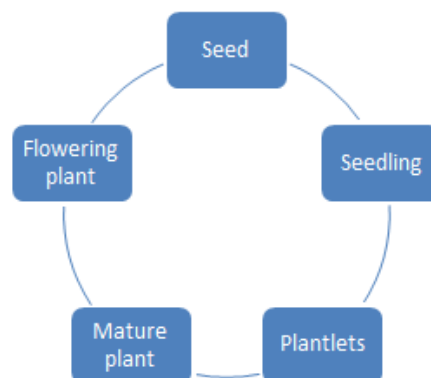 Seed
Seedling
Plantlets
Mature
plant
Flowering
plant